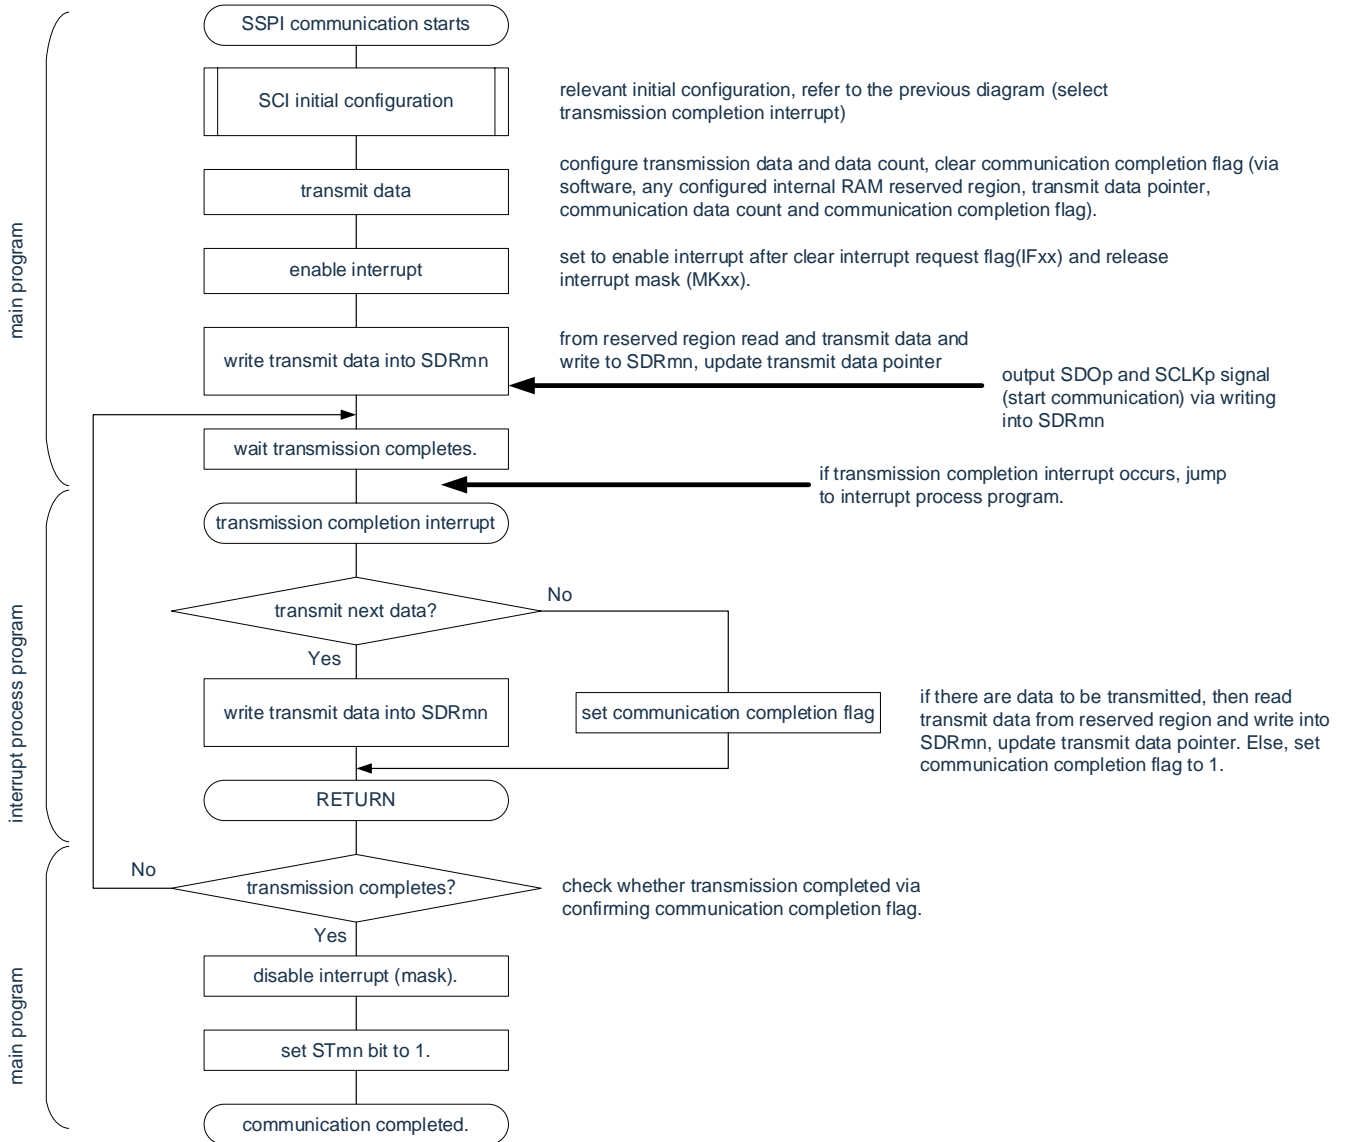 SSPI communication starts
SCI initial configuration
relevant initial configuration, refer to the previous diagram (select
transmission completion interrupt)
transmit data
configure transmission data and data count, clear communication completion flag (via
software, any configured internal RAM reserved region, transmit data pointer,
communication data count and communication completion flag).
main program
enable interrupt
set to enable interrupt after clear interrupt request flag(IFxx) and release
interrupt mask (MKxx).
write transmit data into SDRmn
from reserved region read and transmit data and
write to SDRmn, update transmit data pointer
output SDOp and SCLKp signal
(start communication) via writing
into SDRmn
wait transmission completes.
if transmission completion interrupt occurs, jump
to interrupt process program.
transmission completion interrupt
transmit next data?
No
Yes
interrupt process program
write transmit data into SDRmn
set communication completion flag
if there are data to be transmitted, then read
transmit data from reserved region and write into
SDRmn, update transmit data pointer. Else, set
communication completion flag to 1.
RETURN
No
transmission completes?
check whether transmission completed via
confirming communication completion flag.
Yes
main program
disable interrupt (mask).
set STmn bit to 1.
communication completed.